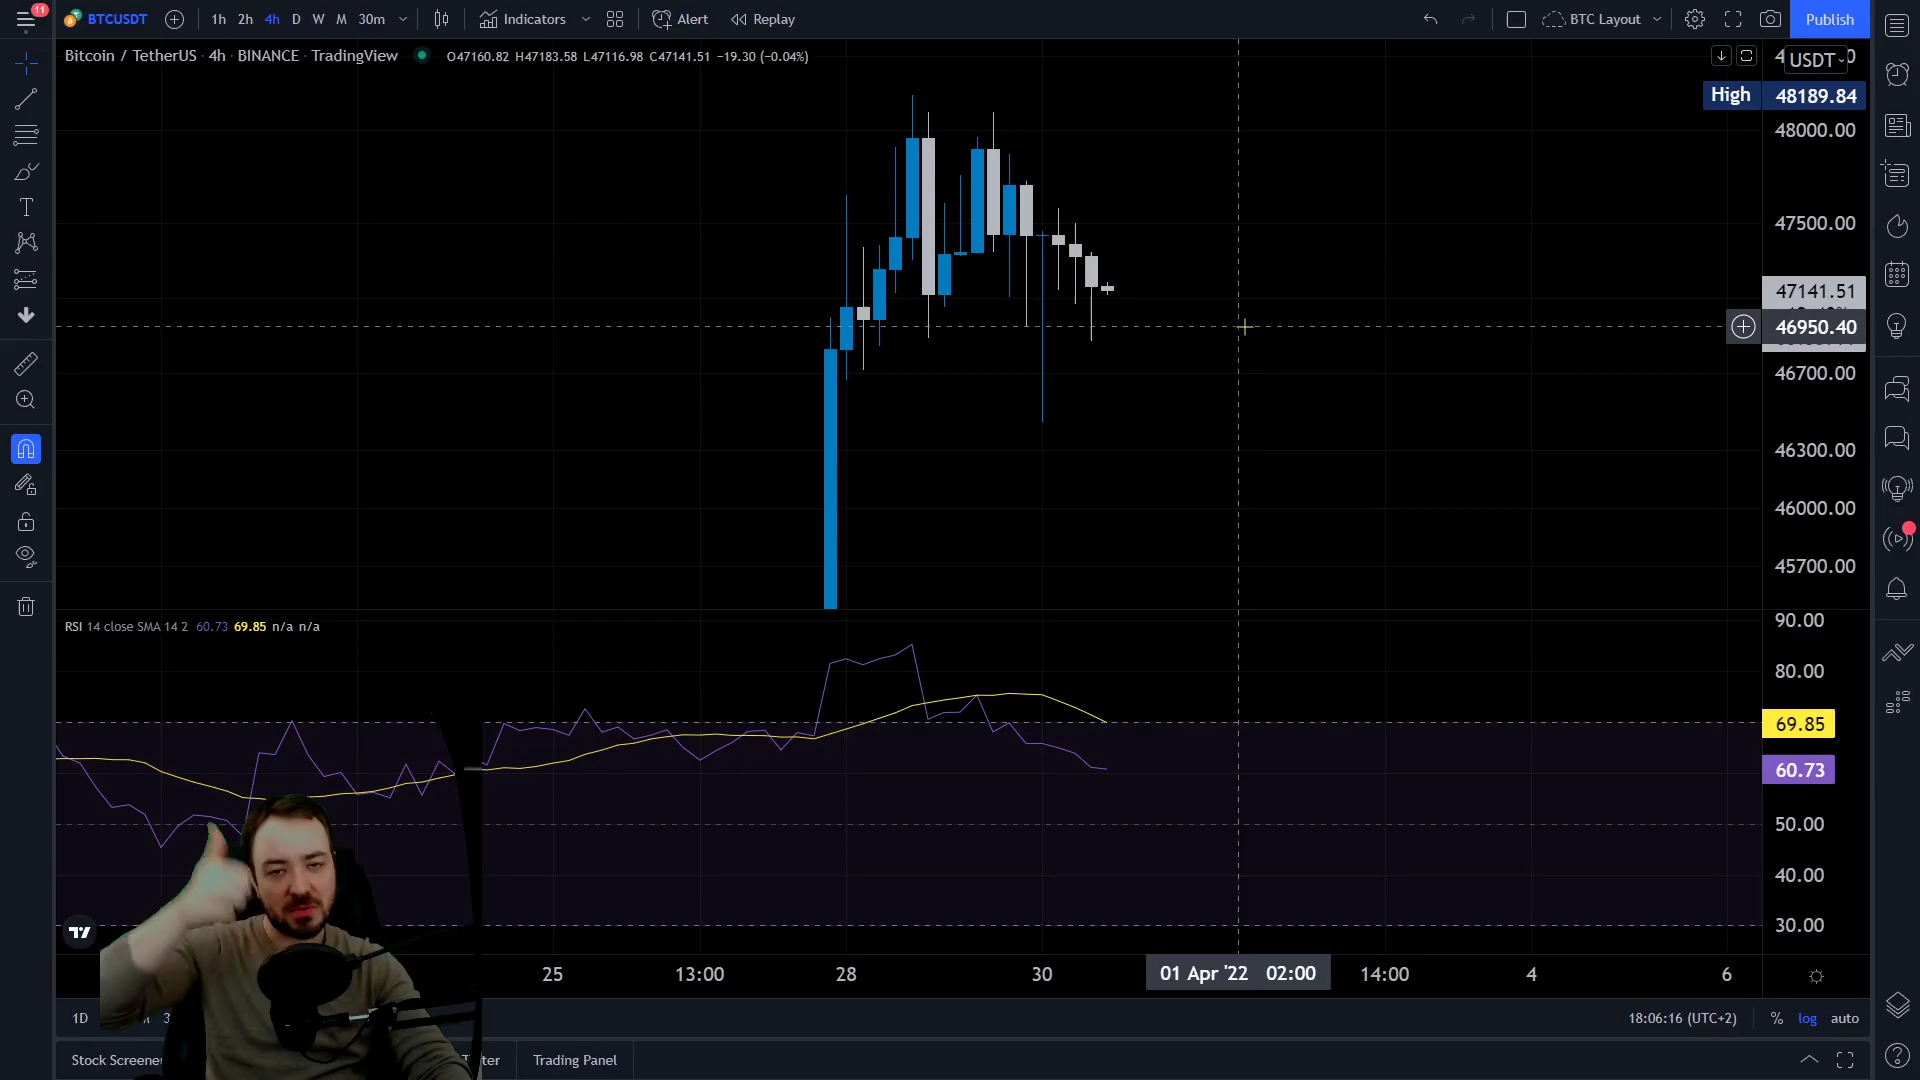 11
BTCUSDT
1h 2h 4h D W M 30m
Indicators
Alert
Replay
BTC Layout
Publish
Bitcoin / TetherUS · 4h · BINANCE · TradingView
O47160.82 H47183.58 L47116.98 C47141.51 −19.30 (−0.04%)
USDT
High 48189.84
48000.00
47500.00
47141.51
46950.40
46700.00
46300.00
46000.00
45700.00
RSI 14 close SMA 14 2 60.73 69.85 n/a n/a
90.00
80.00
69.85
60.73
50.00
40.00
30.00
25 13:00 28 30 01 Apr '22 02:00 14:00 4 6
1D
3
18:06:16 (UTC+2) % log auto
Stock Screener
Trading Panel